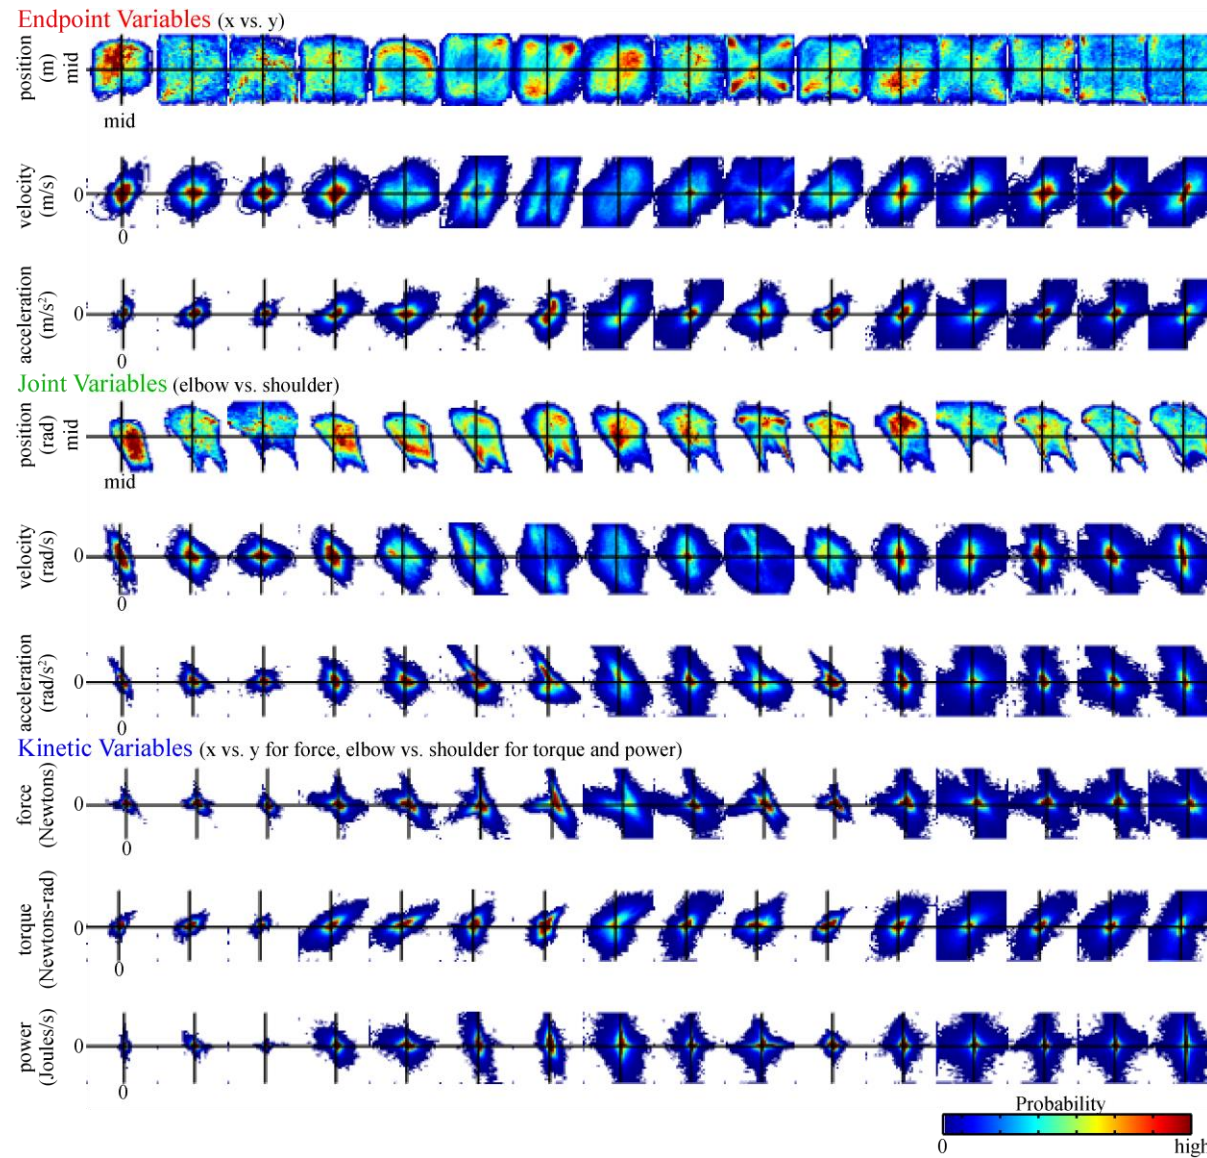 Endpoint Variables (x vs. y)
position
(m)
mid
mid
velocity
(m/s)
0
0
acceleration
(m/s²)
0
0
Joint Variables (elbow vs. shoulder)
position
(rad)
mid
mid
velocity
(rad/s)
0
0
acceleration
(rad/s²)
0
0
Kinetic Variables (x vs. y for force, elbow vs. shoulder for torque and power)
force
(Newtons)
0
0
torque
(Newtons-rad)
0
0
power
(Joules/s)
0
0
Probability
0 high